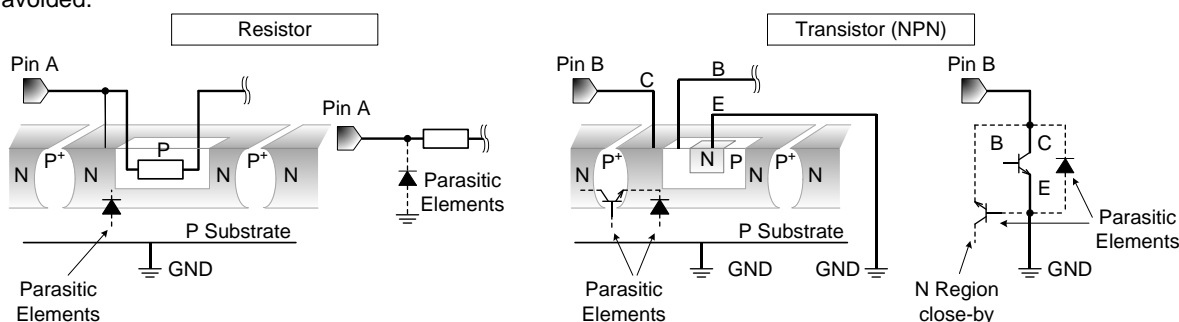 avoided.
Resistor
Transistor (NPN)
Pin A
Pin A
N P+ N P N P+ N
Parasitic
Elements
P Substrate
GND
Parasitic
Elements
Pin B
C
B
E
N P+ N N P N P+ N
P Substrate
GND
GND
Parasitic
Elements
Pin B
B
C
E
Parasitic
Elements
GND
N Region
close-by